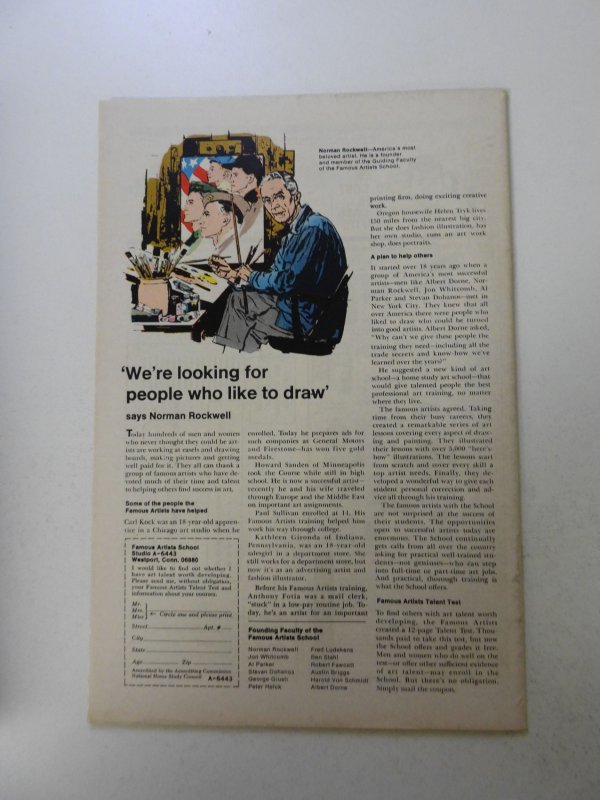 Norman Rockwell—America's most
beloved artist. He is a founder
and member of the Guiding Faculty
of the Famous Artists School.
'We're looking for
people who like to draw'
says Norman Rockwell
Today hundreds of men and women
who never thought they could be art-
ists are working at easels and drawing
boards, making pictures and getting
well paid for it. They all can thank a
group of famous artists who have de-
voted much of their time and talent
to helping others find success in art.
Some of the people the
Famous Artists have helped
Carl Kock was an 18-year-old appren-
tice in a Chicago art studio when he
Famous Artists School
Studio A-6443
Westport, Conn. 06880
I would like to find out whether I
have art talent worth developing.
Please send me, without obligation,
your Famous Artists Talent Test and
information about your courses.
Mr.
Mrs.
Miss
Circle one and please print
Street Apt. #
City
State
Age Zip
Accredited by the Accrediting Commission
National Home Study Council A-6443
enrolled. Today he prepares ads for
such companies as General Motors
and Firestone—has won five gold
medals.
Howard Sanden of Minneapolis
took the Course while still in high
school. He is now a successful artist—
recently he and his wife traveled
through Europe and the Middle East
on important art assignments.
Paul Sullivan enrolled at 14. His
Famous Artists training helped him
work his way through college.
Kathleen Gironda of Indiana,
Pennsylvania, was an 18-year-old
salesgirl in a department store. She
still works for a department store, but
now it's as an advertising artist and
fashion illustrator.
Before his Famous Artists training,
Anthony Fotia was a mail clerk,
"stuck" in a low-pay routine job. To-
day, he's an artist for an important
Founding Faculty of the
Famous Artists School
Norman Rockwell
Jon Whitcomb
Al Parker
Stevan Dohanos
George Giusti
Peter Helck
Fred Ludekens
Ben Stahl
Robert Fawcett
Austin Briggs
Harold Von Schmidt
Albert Dorne
printing firm, doing exciting creative
work.
Oregon housewife Helen Tryk lives
150 miles from the nearest big city.
But she does fashion illustration, has
her own studio, runs an art work
shop, does portraits.
A plan to help others
It started over 18 years ago when a
group of America's most successful
artists—men like Albert Dorne, Nor-
man Rockwell, Jon Whitcomb, Al
Parker and Stevan Dohanos—met in
New York City. They knew that all
over America there were people who
liked to draw who could be turned
into good artists. Albert Dorne asked,
"Why can't we give these people the
training they need—including all the
trade secrets and know-how we've
learned over the years?"
He suggested a new kind of art
school—a home study art school—that
would give talented people the best
professional art training, no matter
where they live.
The famous artists agreed. Taking
time from their busy careers, they
created a remarkable series of art
lessons covering every aspect of draw-
ing and painting. They illustrated
their lessons with over 5,000 "here's-
how" illustrations. The lessons start
from scratch and cover every skill a
top artist needs. Finally, they de-
veloped a wonderful way to give each
student personal correction and ad-
vice all through his training.
The famous artists with the School
are not surprised at the success of
their students. The opportunities
open to successful artists today are
enormous. The School continually
gets calls from all over the country
asking for practical well-trained stu-
dents—not geniuses—who can step
into full-time or part-time art jobs.
And practical, thorough training is
what the School offers.
Famous Artists Talent Test
To find others with art talent worth
developing, the Famous Artists
created a 12-page Talent Test. Thou-
sands paid to take this test, but now
the School offers and grades it free.
Men and women who do well on the
test—or offer other sufficient evidence
of art talent—may enroll in the
School. But there's no obligation.
Simply mail the coupon.